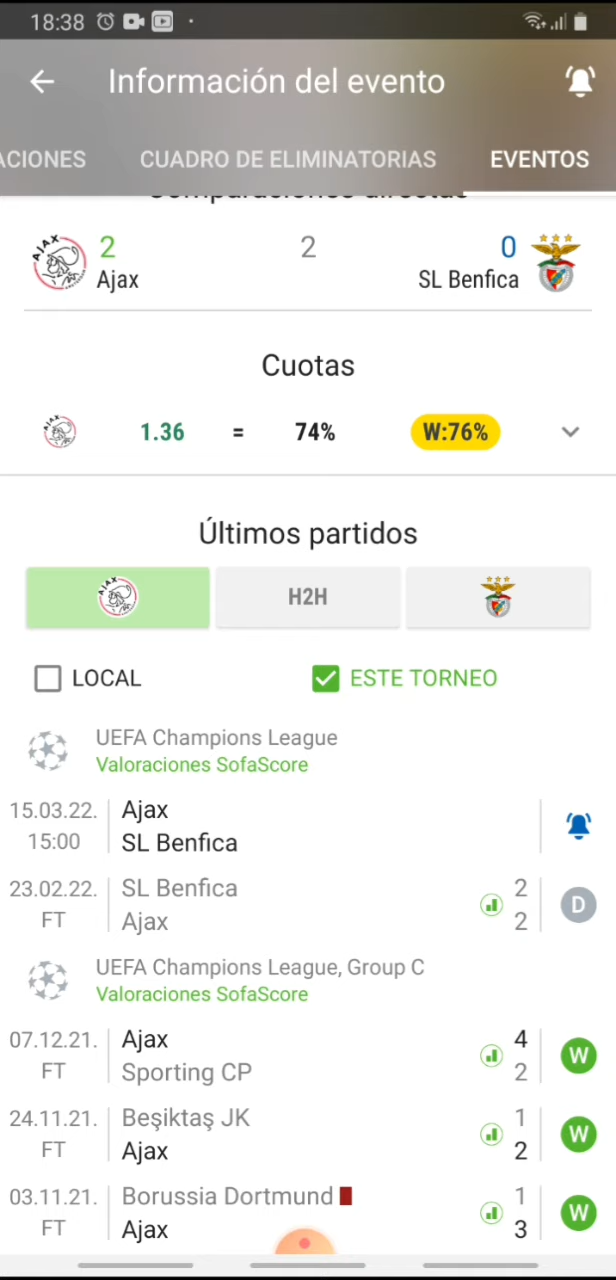 18:38
Información del evento
ACIONES CUADRO DE ELIMINATORIAS EVENTOS
Comparaciones directas
2 2 0
Ajax SL Benfica
Cuotas
1.36 = 74% W:76%
Últimos partidos
H2H
LOCAL ESTE TORNEO
UEFA Champions League
Valoraciones SofaScore
15.03.22. Ajax
15:00 SL Benfica
23.02.22. SL Benfica 2
FT Ajax 2 D
UEFA Champions League, Group C
Valoraciones SofaScore
07.12.21. Ajax 4
FT Sporting CP 2 W
24.11.21. Beşiktaş JK 1
FT Ajax 2 W
03.11.21. Borussia Dortmund 1
FT Ajax 3 W